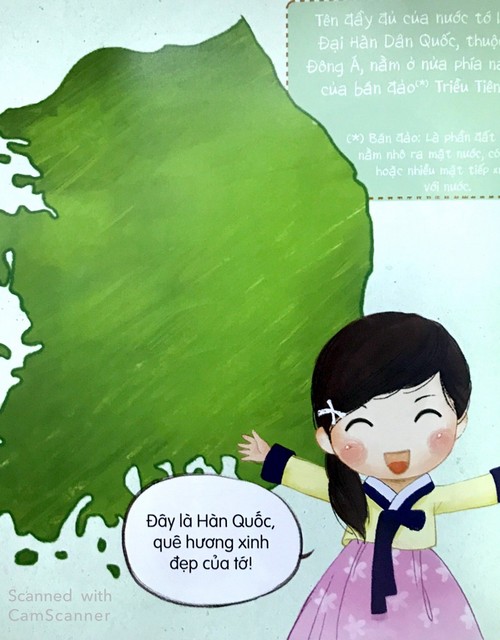 Tên đầy đủ của nước tớ
Đại Hàn Dân Quốc, thuộc
Đông Á, nằm ở nửa phía
của bán đảo(*) Triều Tiên
(*) Bán đảo: Là phần đất
nằm nhô ra mặt nước, có
hoặc nhiều mặt tiếp
với nước.
Đây là Hàn Quốc,
quê hương xinh
đẹp của tớ!
Scanned with
CamScanner